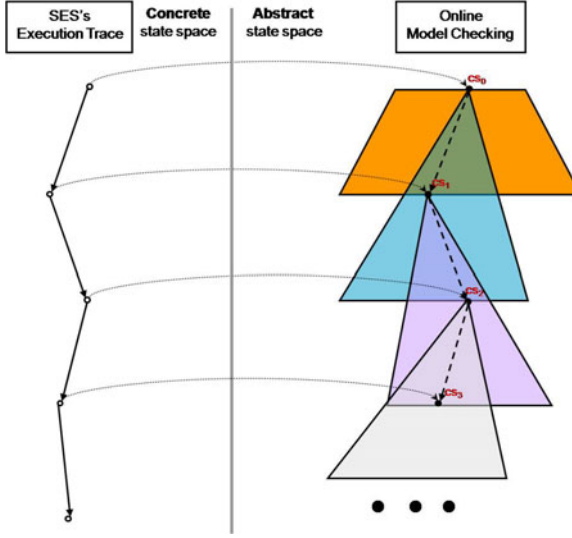 SES's
Execution Trace
Concrete
state space
Abstract
state space
Online
Model Checking
CS0
CS1
CS2
CS3